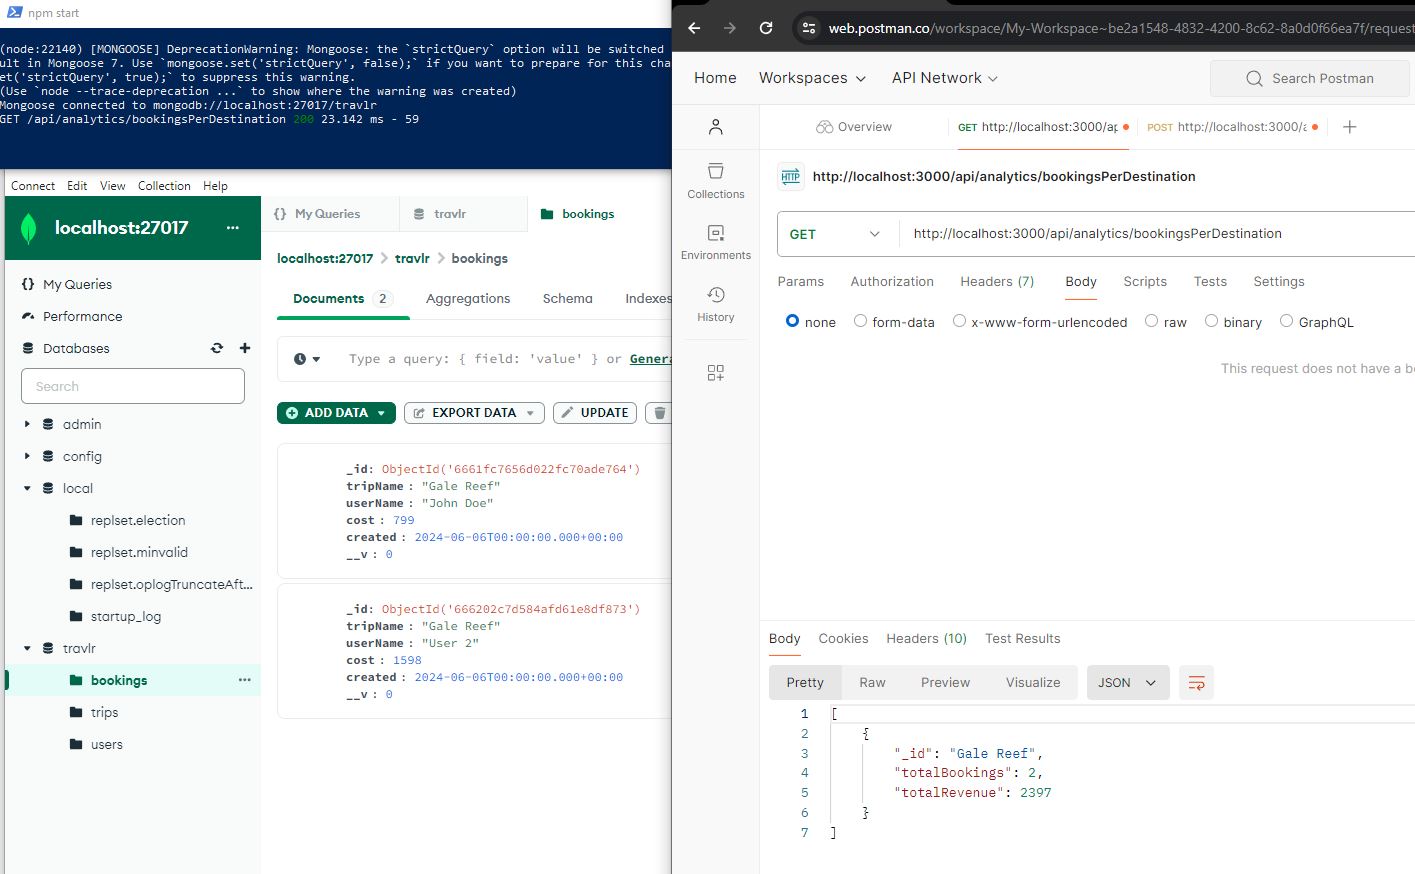 npm start
(node:22140) [MONGOOSE] DeprecationWarning: Mongoose: the `strictQuery` option will be switched
ult in Mongoose 7. Use `mongoose.set('strictQuery', false);` if you want to prepare for this cha
et('strictQuery', true);` to suppress this warning.
(Use `node --trace-deprecation ...` to show where the warning was created)
Mongoose connected to mongodb://localhost:27017/travlr
GET /api/analytics/bookingsPerDestination 200 23.142 ms - 59
Connect Edit View Collection Help
localhost:27017 ...
My Queries
Performance
Databases
Search
admin
config
local
replset.election
replset.minvalid
replset.oplogTruncateAft...
startup_log
travlr
bookings ...
trips
users
{} My Queries travlr bookings
localhost:27017 > travlr > bookings
Documents 2 Aggregations Schema Indexes
Type a query: { field: 'value' } or Genera
ADD DATA EXPORT DATA UPDATE
_id: ObjectId('6661fc7656d022fc70ade764')
tripName : "Gale Reef"
userName : "John Doe"
cost : 799
created : 2024-06-06T00:00:00.000+00:00
__v : 0
_id: ObjectId('666202c7d584afd61e8df873')
tripName : "Gale Reef"
userName : "User 2"
cost : 1598
created : 2024-06-06T00:00:00.000+00:00
__v : 0
web.postman.co/workspace/My-Workspace~be2a1548-4832-4200-8c62-8a0d0f66ea7f/request
Home Workspaces API Network Search Postman
Collections
Environments
History
Overview GET http://localhost:3000/ap POST http://localhost:3000/a +
HTTP http://localhost:3000/api/analytics/bookingsPerDestination
GET http://localhost:3000/api/analytics/bookingsPerDestination
Params Authorization Headers (7) Body Scripts Tests Settings
none form-data x-www-form-urlencoded raw binary GraphQL
This request does not have a bo
Body Cookies Headers (10) Test Results
Pretty Raw Preview Visualize JSON
1 [
2 {
3 "_id": "Gale Reef",
4 "totalBookings": 2,
5 "totalRevenue": 2397
6 }
7 ]